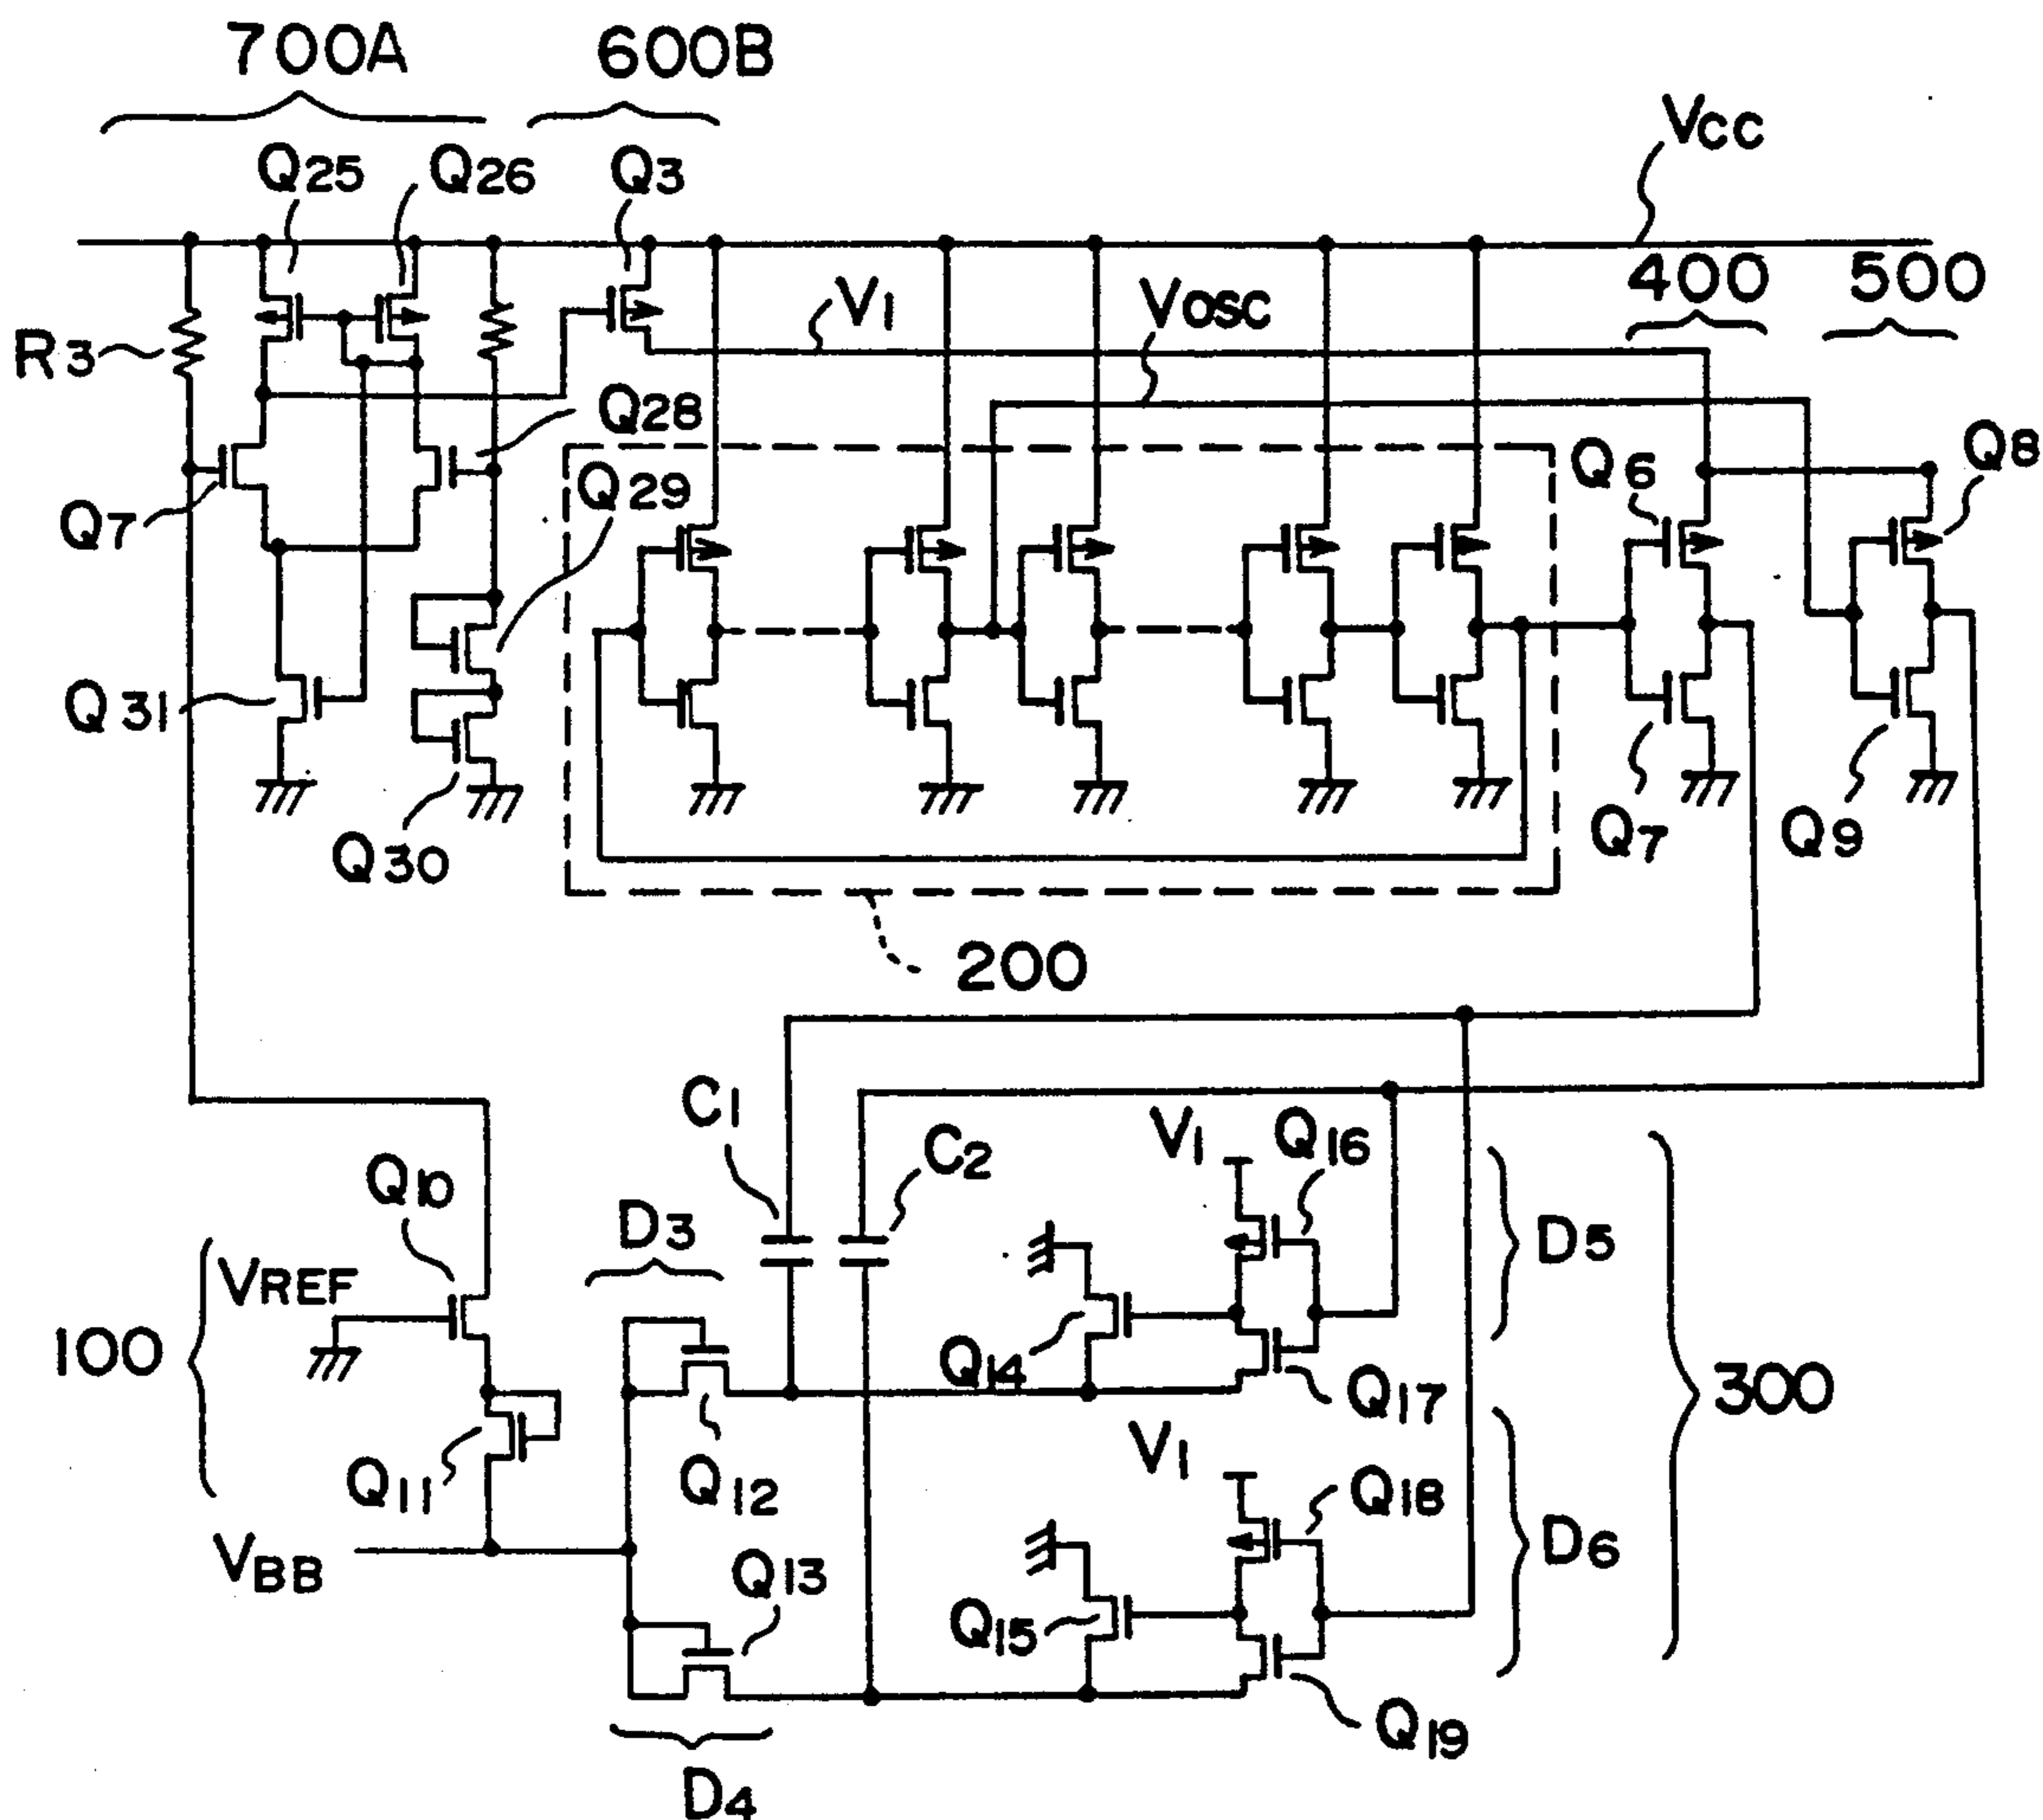 700A 600B
Q25 Q26 Q3 VCC
V1 VOSC 400 500
R3
Q28
Q29 Q6 Q8
Q7
Q31
Q30 Q7 Q9
200
C1 C2 V1 Q16
Q10
D3 D5
VREF
100 Q14 Q17 300
V1
Q11 Q12 Q18
VBB Q13 D6
Q15
Q19
D4